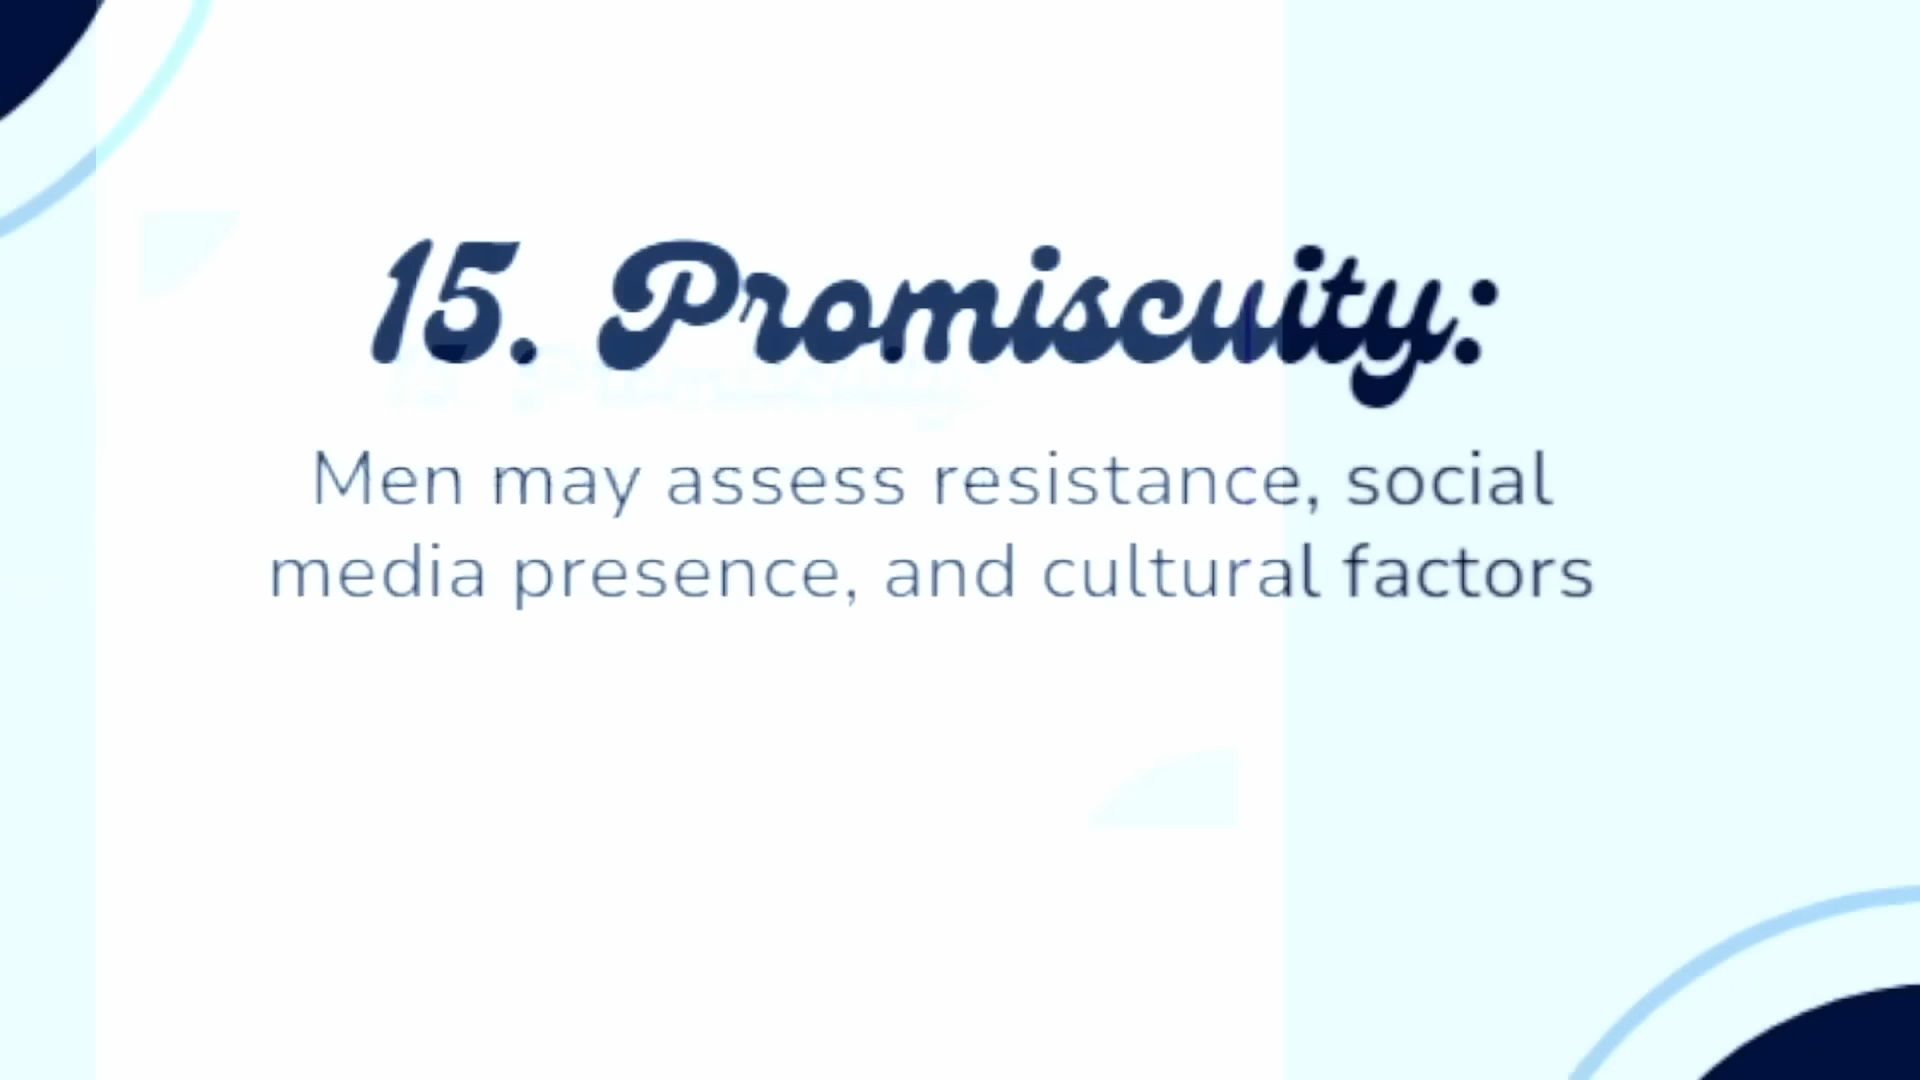 15. Promiscuity:
Men may assess resistance, social
media presence, and cultural factors